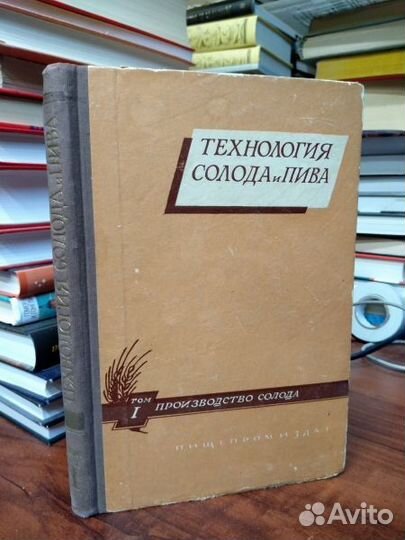 ТЕХНОЛОГИЯ
СОЛОДА и ПИВА
ТОМ
I
ПРОИЗВОДСТВО СОЛОДА
ПИЩЕПРОМИЗДАТ
ТЕХНОЛОГИЯ СОЛОДА и ПИВА
Avito